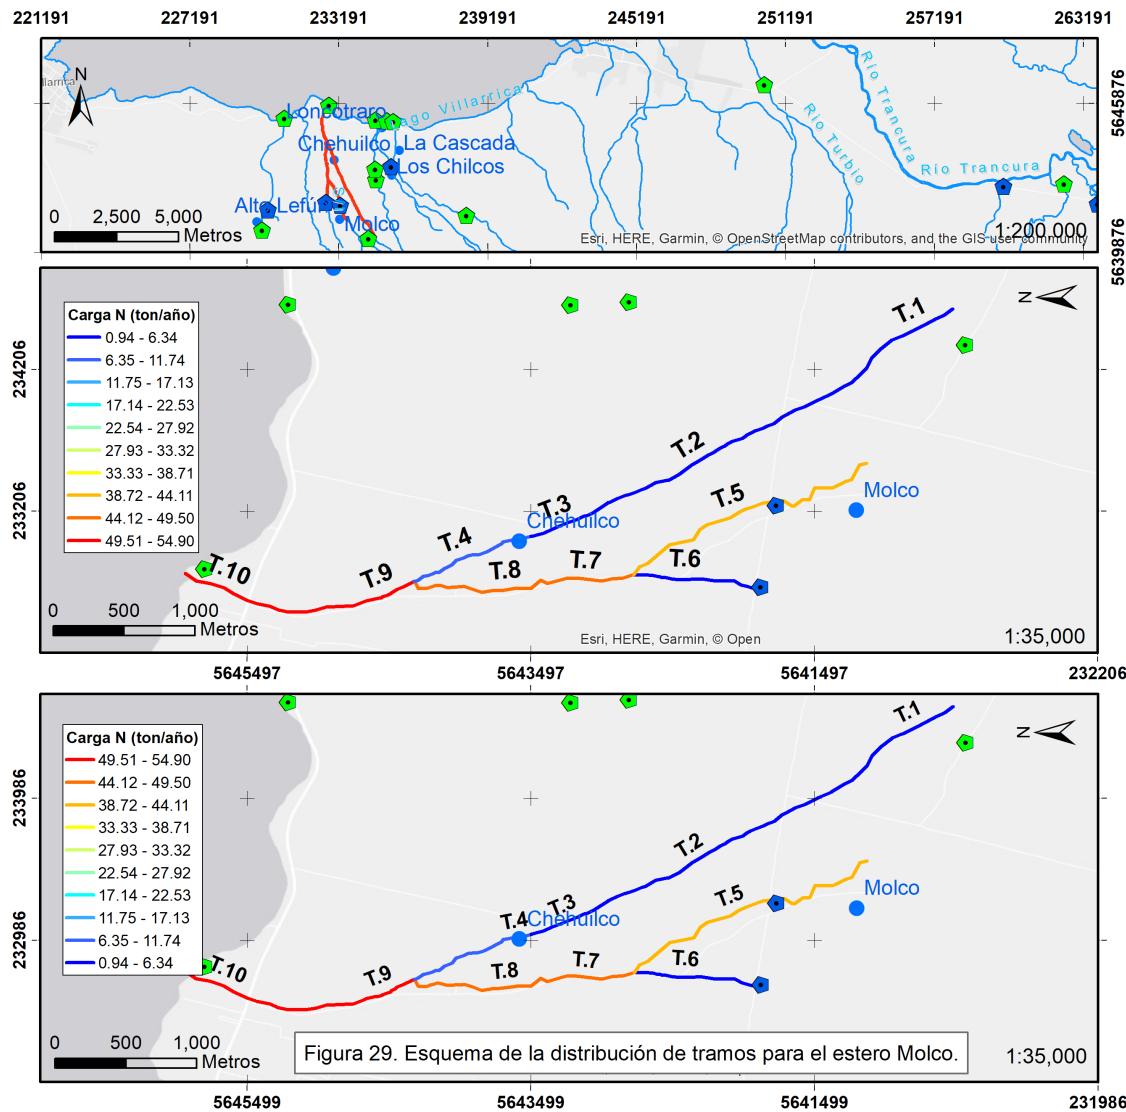 221191 227191 233191 239191 245191 251191 257191 263191
N
llarrica
Loncotraro
Lago Villarrica
Chehuilco
La Cascada
Los Chilcos
Alto Lefún
Molco
Río Turbio
Río Trancura
Río Trancura
0 2,500 5,000
Metros
1:200,000
Esri, HERE, Garmin, © OpenStreetMap contributors, and the GIS user community
5645876
5639876
Carga N (ton/año)
0.94 - 6.34
6.35 - 11.74
11.75 - 17.13
17.14 - 22.53
22.54 - 27.92
27.93 - 33.32
33.33 - 38.71
38.72 - 44.11
44.12 - 49.50
49.51 - 54.90
N
T.1
T.2
T.3
Chehuilco
T.4
T.5
Molco
T.6
T.7
T.8
T.9
T.10
234206
233206
0 500 1,000
Metros
Esri, HERE, Garmin, © Open
1:35,000
5645497 5643497 5641497 232206
Carga N (ton/año)
49.51 - 54.90
44.12 - 49.50
38.72 - 44.11
33.33 - 38.71
27.93 - 33.32
22.54 - 27.92
17.14 - 22.53
11.75 - 17.13
6.35 - 11.74
0.94 - 6.34
N
T.1
T.2
T.3
T.4
Chehuilco
T.5
Molco
T.6
T.7
T.8
T.9
T.10
233986
232986
0 500 1,000
Metros
Figura 29. Esquema de la distribución de tramos para el estero Molco.
1:35,000
5645499 5643499 5641499 231986